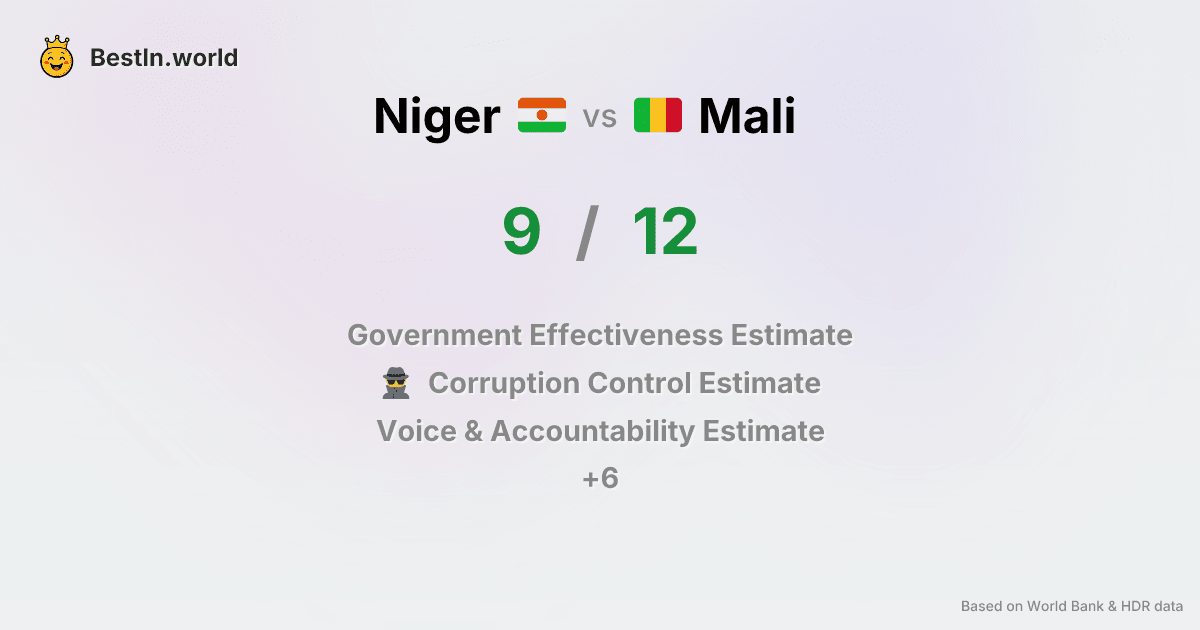 BestIn.world
Niger vs Mali
9 / 12
Government Effectiveness Estimate
Corruption Control Estimate
Voice & Accountability Estimate
+6
Based on World Bank & HDR data